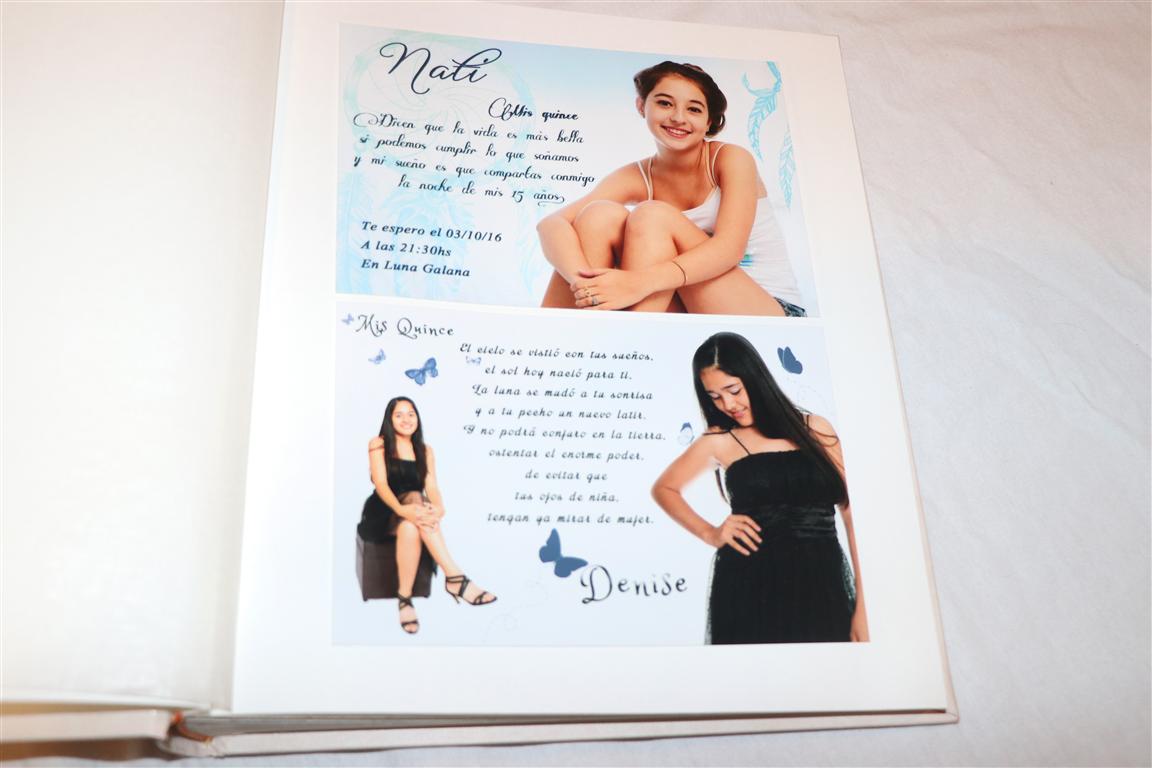 Nati
Mis quince
Dicen que la vida es más bella
si podemos cumplir lo que soñamos
y mi sueño es que compartas conmigo
la noche de mis 15 años
Te espero el 03/10/16
A las 21:30hs
En Luna Galana
Mis Quince
El cielo se vistió con tus sueños,
el sol hoy nació para ti.
La luna se mudó a tu sonrisa
y a tu pecho un nuevo latir.
Y no podrá conjuro en la tierra,
ostentar el enorme poder,
de evitar que
tus ojos de niña,
tengan ya mirar de mujer.
Denise